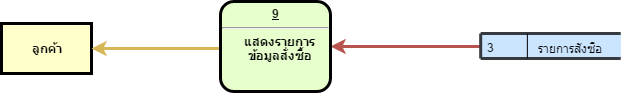 9
ลูกค้า
แสดงรายการ
ข้อมูลสั่งซื้อ
3
รายการสั่งซื้อ